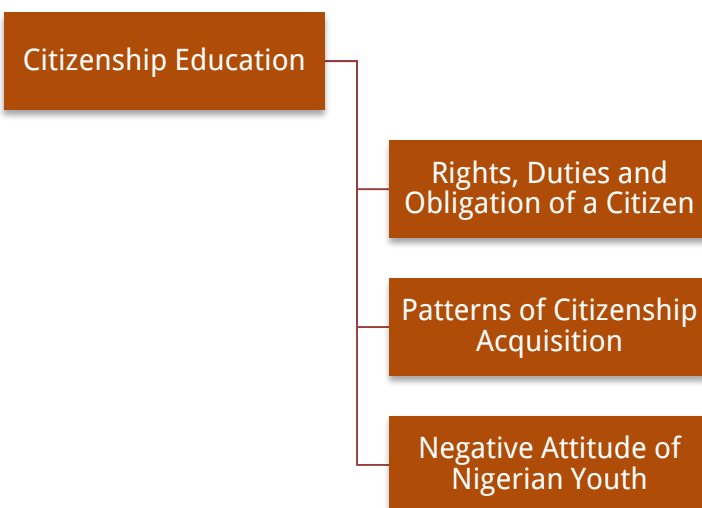 Citizenship Education
Rights, Duties and
Obligation of a Citizen
Patterns of Citizenship
Acquisition
Negative Attitude of
Nigerian Youth